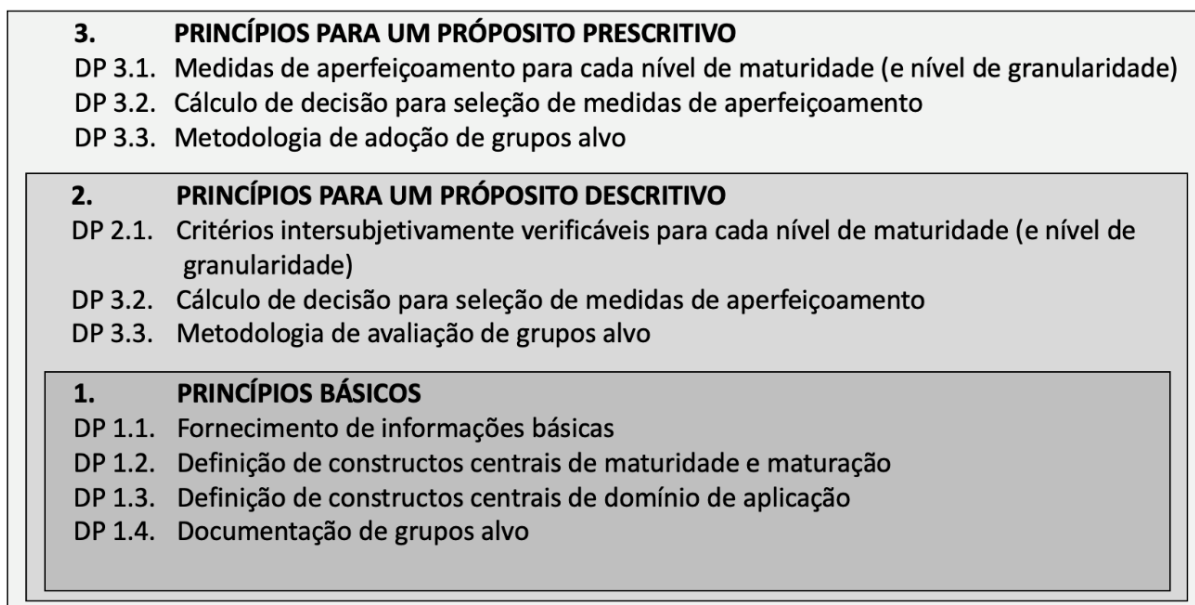 3. PRINCÍPIOS PARA UM PRÓPOSITO PRESCRITIVO
DP 3.1. Medidas de aperfeiçoamento para cada nível de maturidade (e nível de granularidade)
DP 3.2. Cálculo de decisão para seleção de medidas de aperfeiçoamento
DP 3.3. Metodologia de adoção de grupos alvo
2. PRINCÍPIOS PARA UM PRÓPOSITO DESCRITIVO
DP 2.1. Critérios intersubjetivamente verificáveis para cada nível de maturidade (e nível de
granularidade)
DP 3.2. Cálculo de decisão para seleção de medidas de aperfeiçoamento
DP 3.3. Metodologia de avaliação de grupos alvo
1. PRINCÍPIOS BÁSICOS
DP 1.1. Fornecimento de informações básicas
DP 1.2. Definição de constructos centrais de maturidade e maturação
DP 1.3. Definição de constructos centrais de domínio de aplicação
DP 1.4. Documentação de grupos alvo